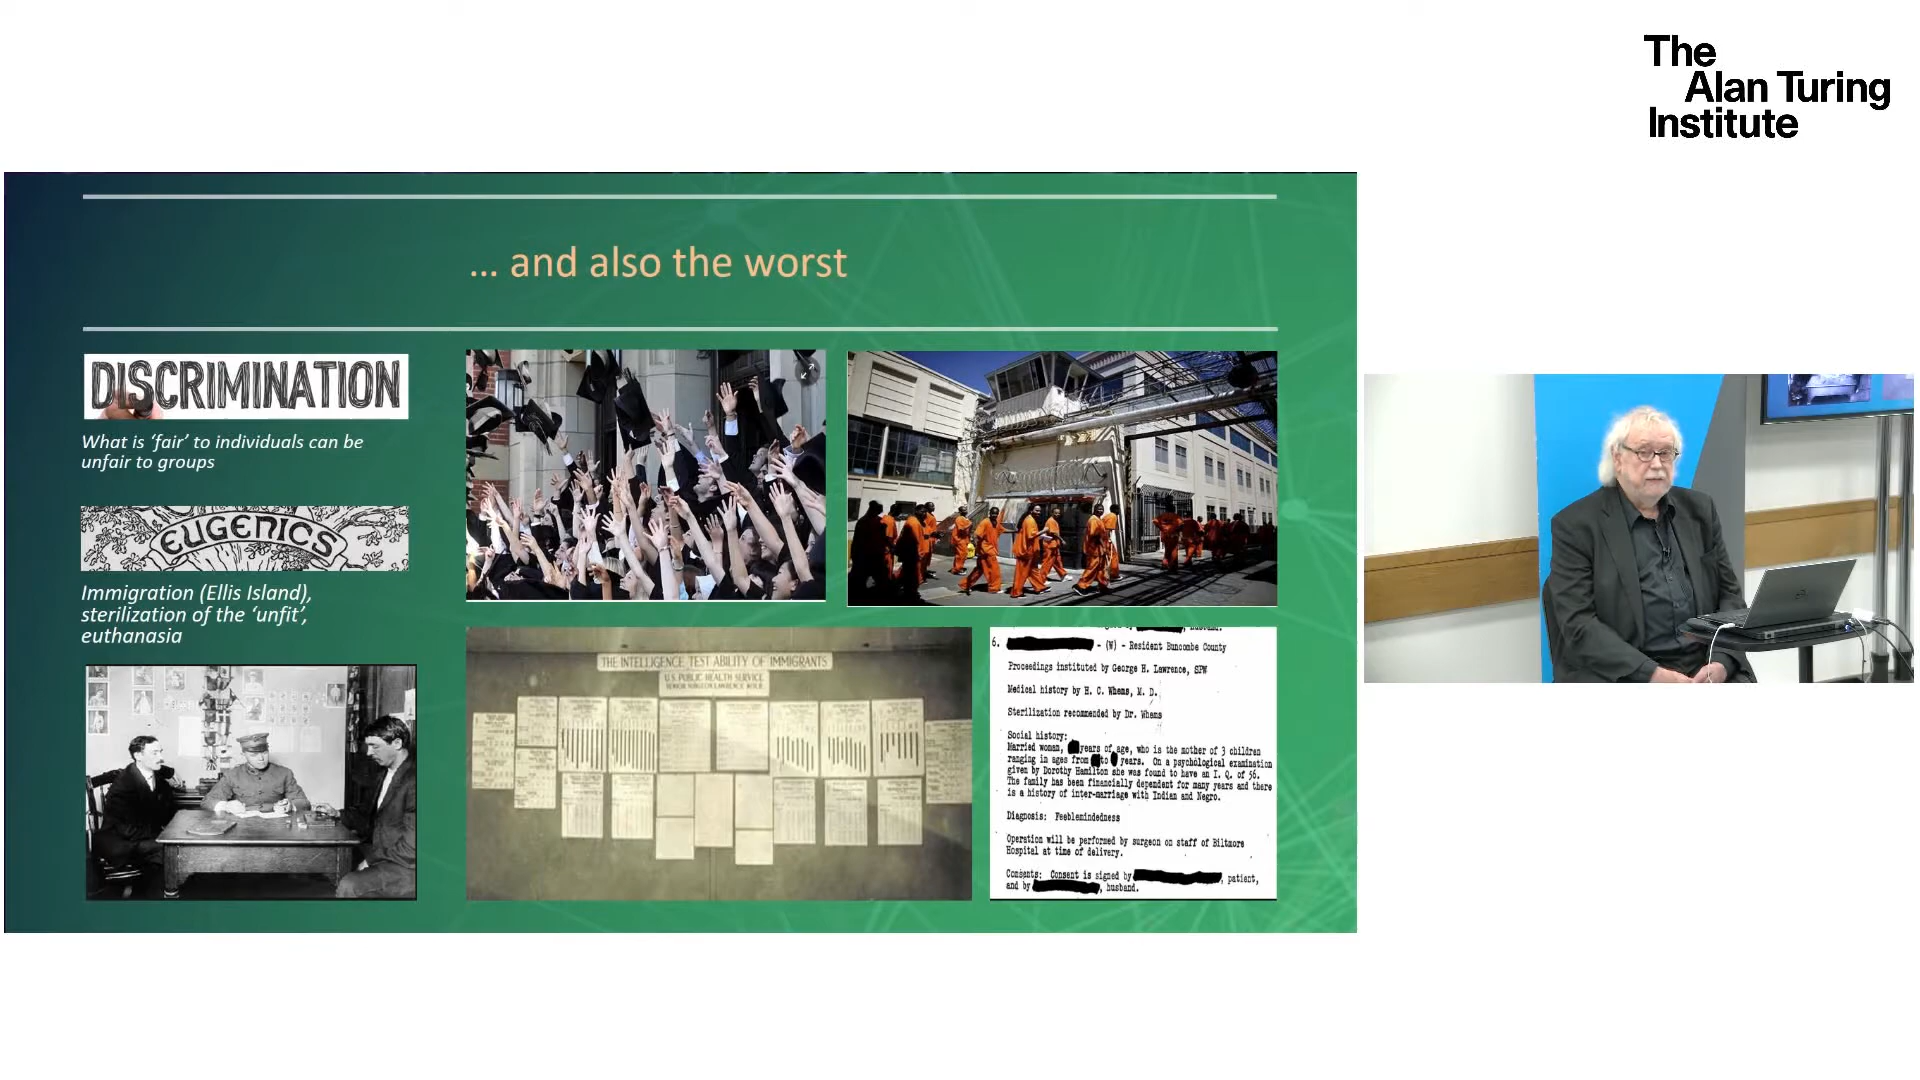 The
Alan Turing
Institute
... and also the worst
DISCRIMINATION
What is ‘fair’ to individuals can be
unfair to groups
EUGENICS
Immigration (Ellis Island),
sterilization of the ‘unfit’,
euthanasia
THE INTELLIGENCE TEST ABILITY OF IMMIGRANTS
U.S. PUBLIC HEALTH SERVICE
6. - (W) - Resident Buncombe County
Proceedings instituted by George H. Lawrence, SPW
Medical history by H. C. Whems, M. D.
Sterilization recommended by Dr. Whems
Social history:
Married woman, years of age, who is the mother of 3 children
ranging in ages from to years. On a psychological examination
given by Dorothy Hamilton she was found to have an I. Q. of 56.
The family has been financially dependent for many years and there
is a history of inter-marriage with Indian and Negro.
Diagnosis: Feeblemindedness
Operation will be performed by surgeon on staff of Biltmore
Hospital at time of delivery.
Consents: Consent is signed by , patient,
and by , husband.